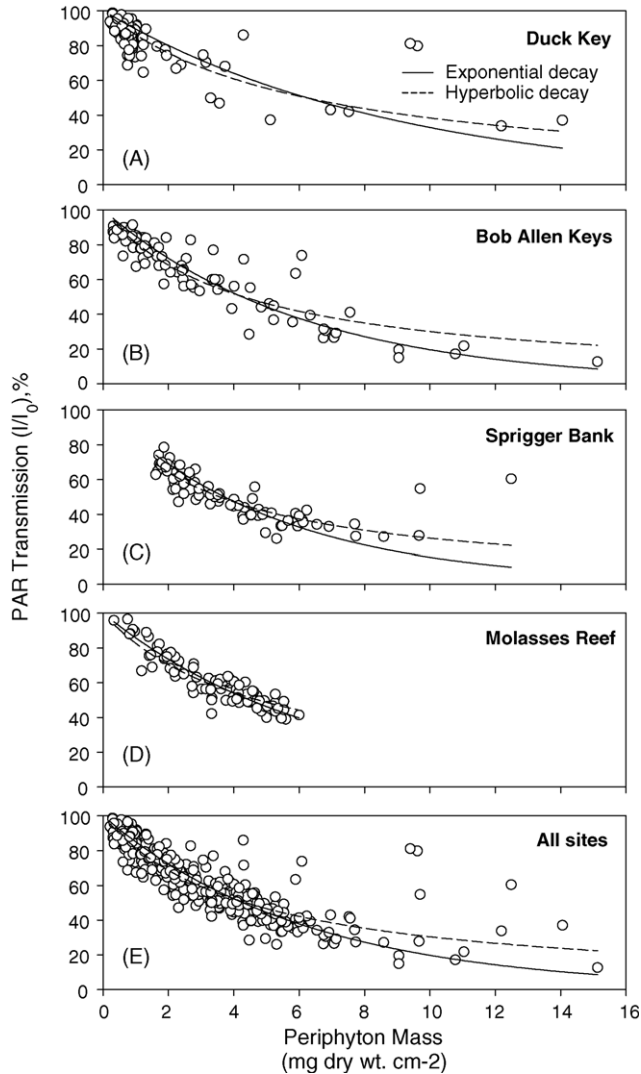 PAR Transmission (I/I0),%
100
80
60
40
20
0
Duck Key
Exponential decay
Hyperbolic decay
(A)
100
80
60
40
20
0
Bob Allen Keys
(B)
100
80
60
40
20
0
Sprigger Bank
(C)
100
80
60
40
20
0
Molasses Reef
(D)
100
80
60
40
20
0
All sites
(E)
0 2 4 6 8 10 12 14 16
Periphyton Mass
(mg dry wt. cm-2)